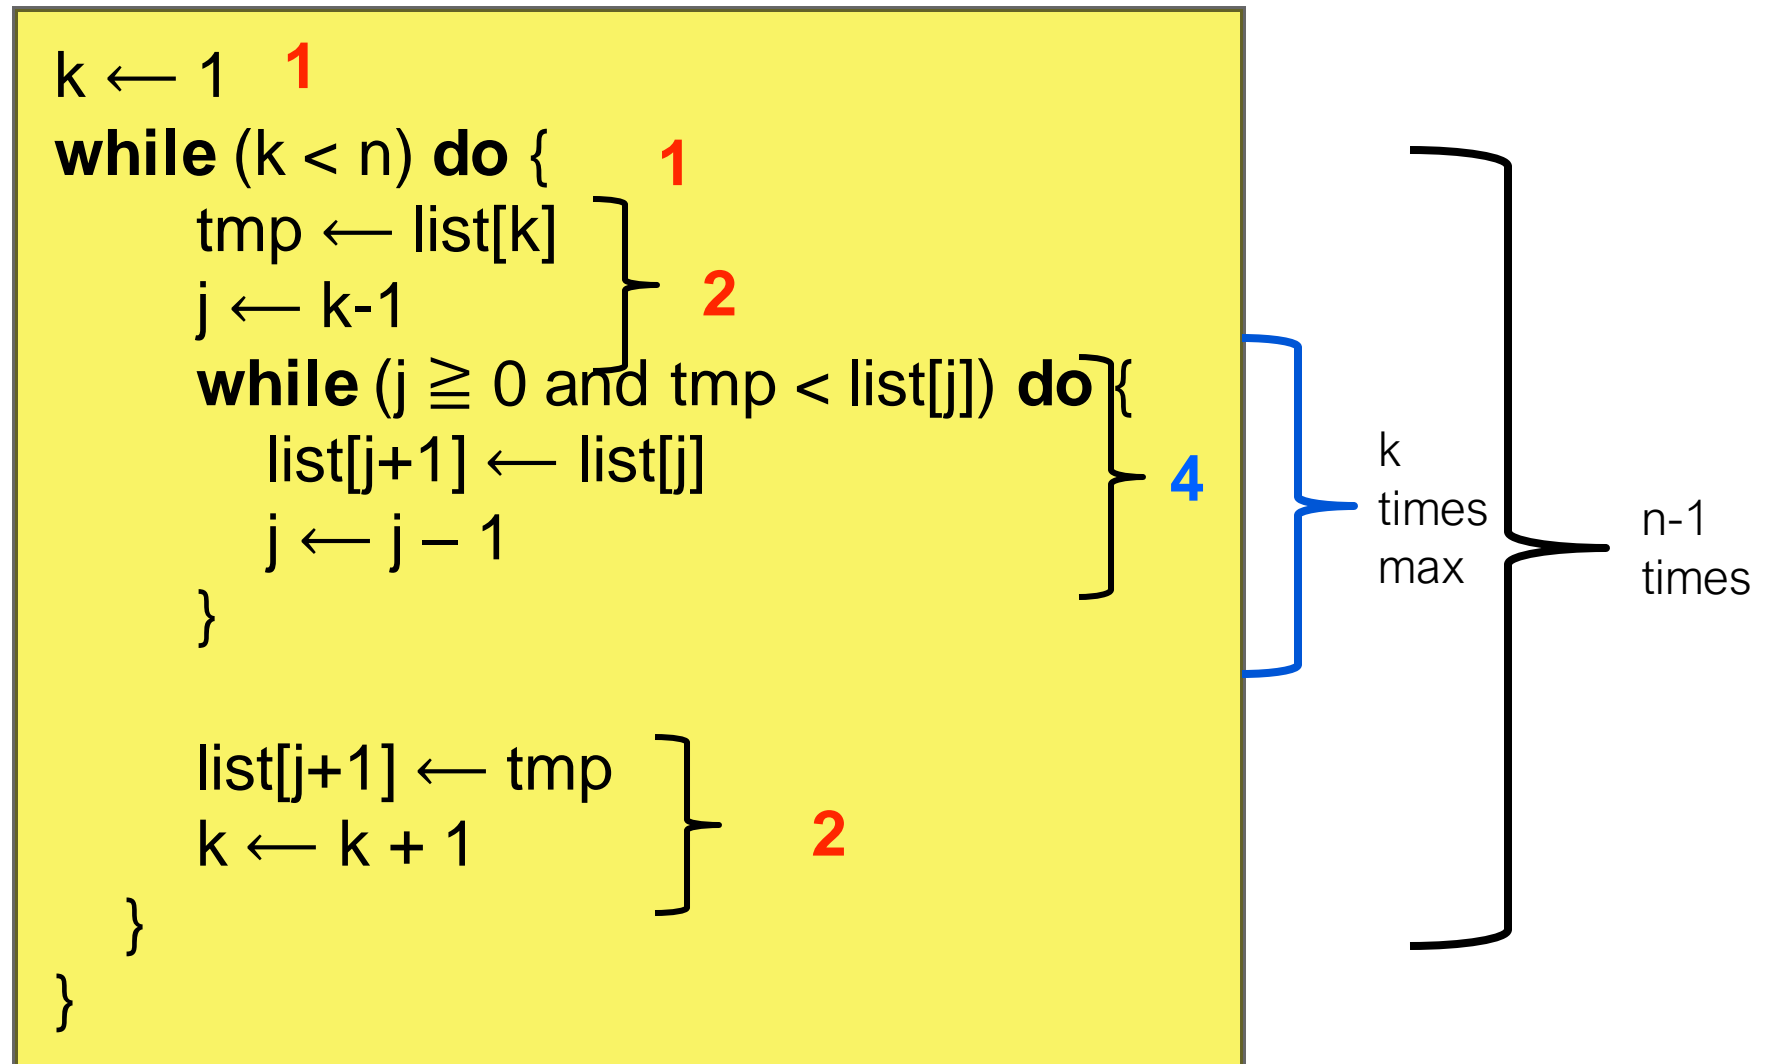 k ⟵ 1 1
while (k < n) do { 1
tmp ⟵ list[k]
j ⟵ k-1
2
while (j ≧ 0 and tmp < list[j]) do {
list[j+1] ⟵ list[j]
j ⟵ j – 1
}
4
k
times
max
n-1
times
list[j+1] ⟵ tmp
k ⟵ k + 1
2
}
}